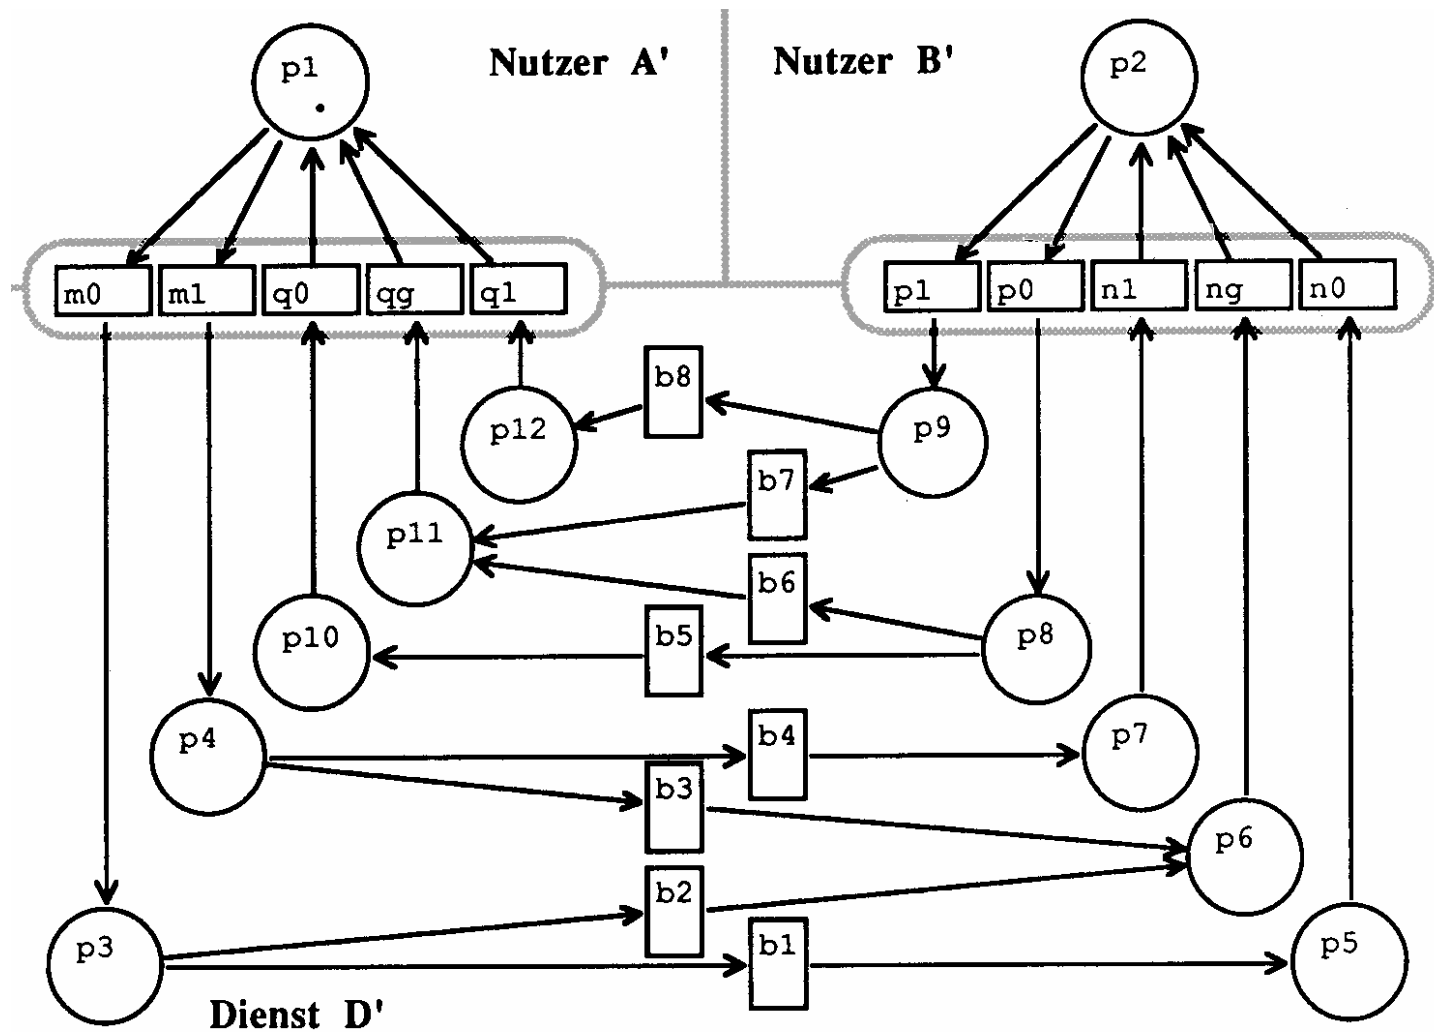 p1 Nutzer A' Nutzer B' p2
m0 m1 q0 qg q1 p1 p0 n1 ng n0
b8
p12 p9
b7
p11
b6
p10 b5 p8
p4 b4 p7
b3
p6
b2
p3 b1 p5
Dienst D'